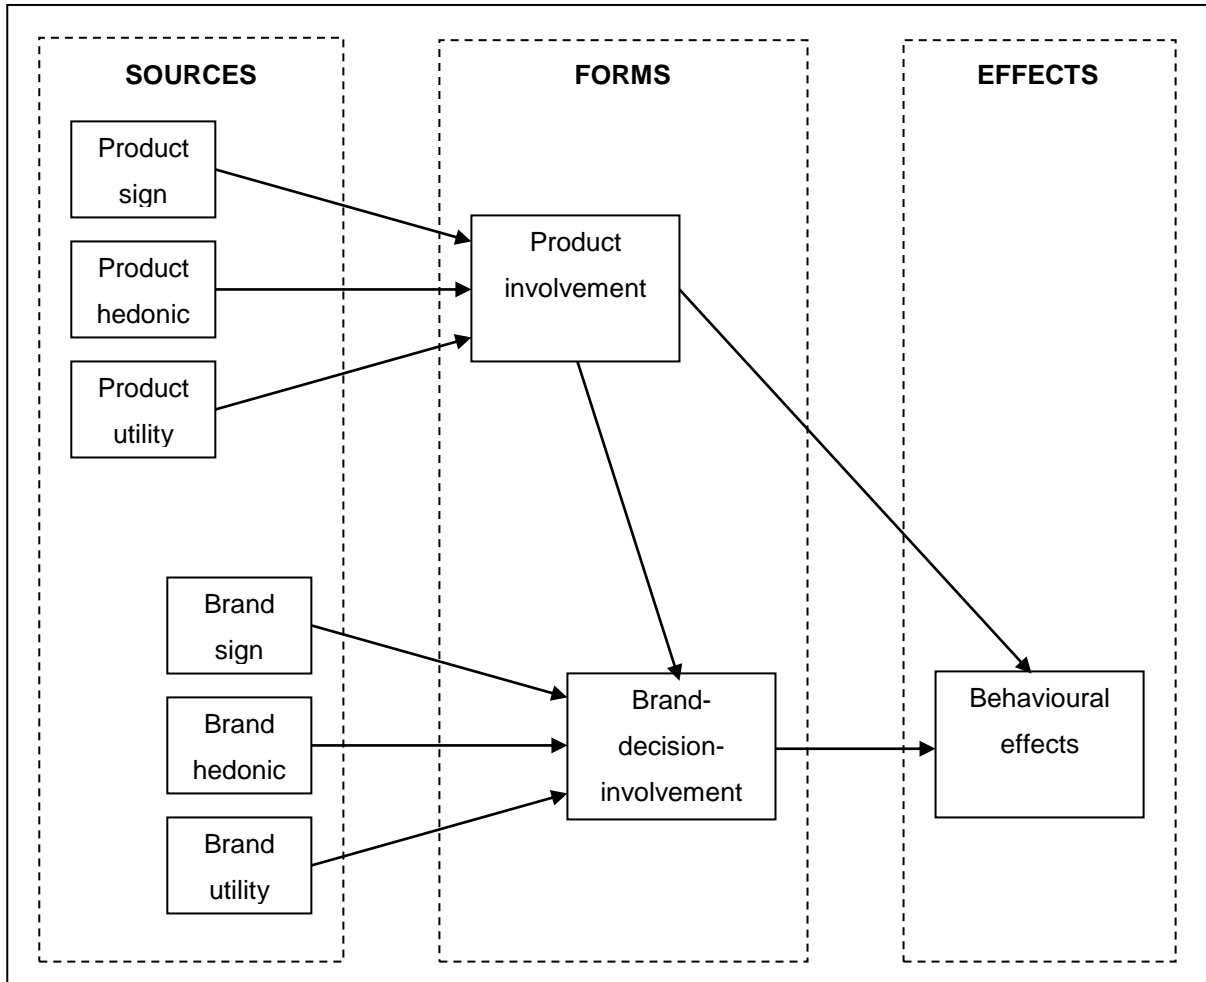 SOURCES
FORMS
EFFECTS
Product
sign
Product
hedonic
Product
utility
Product
involvement
Brand
sign
Brand
hedonic
Brand
utility
Brand-
decision-
involvement
Behavioural
effects